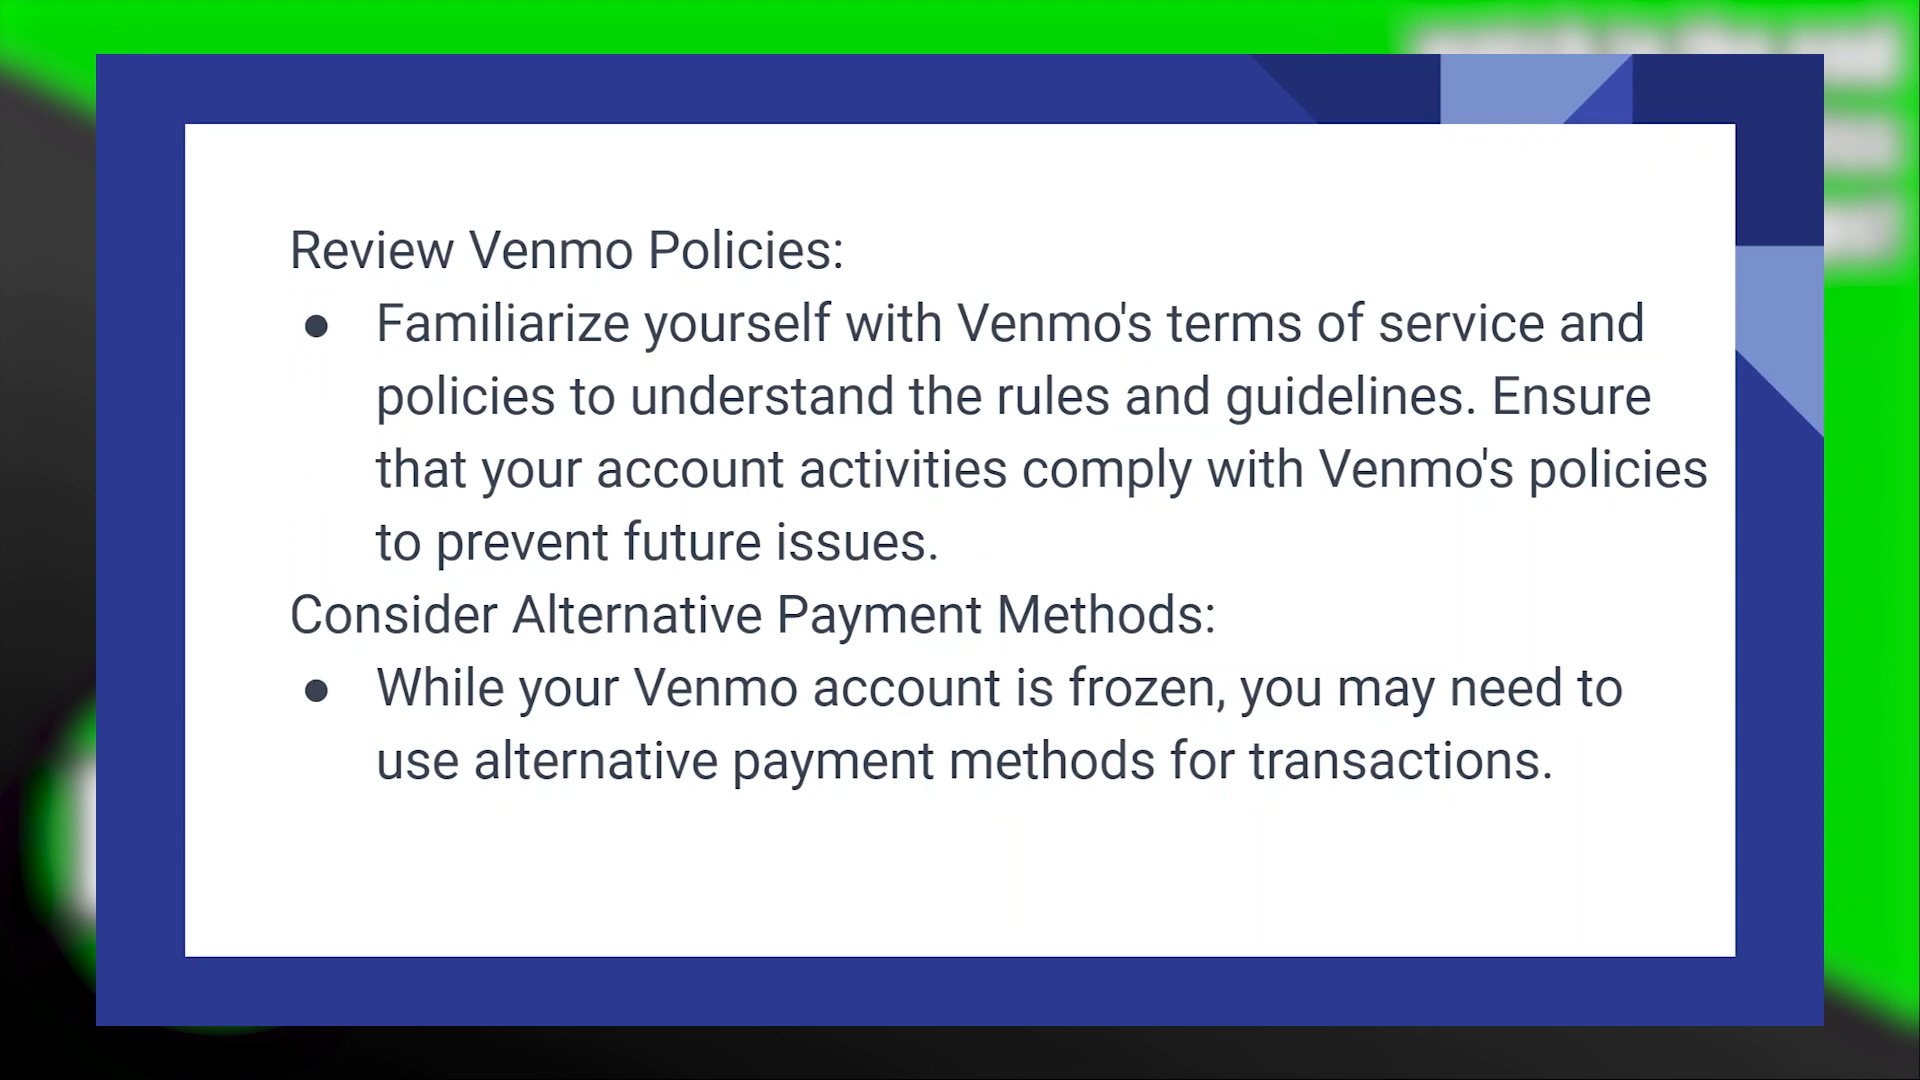 Review Venmo Policies:
● Familiarize yourself with Venmo's terms of service and
policies to understand the rules and guidelines. Ensure
that your account activities comply with Venmo's policies
to prevent future issues.
Consider Alternative Payment Methods:
● While your Venmo account is frozen, you may need to
use alternative payment methods for transactions.